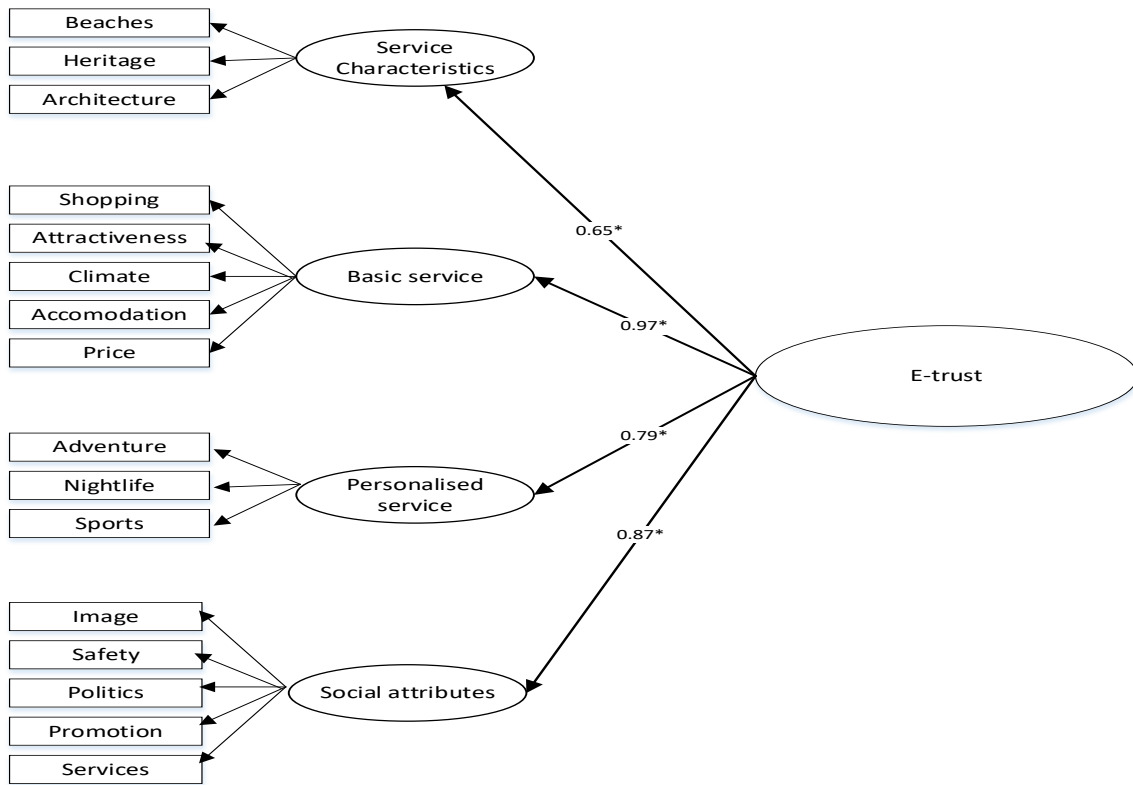 Beaches
Heritage
Architecture
Service
Characteristics
0.65*
Shopping
Attractiveness
Climate
Accomodation
Price
Basic service
0.97*
E-trust
Adventure
Nightlife
Sports
Personalised
service
0.79*
0.87*
Image
Safety
Politics
Promotion
Services
Social attributes